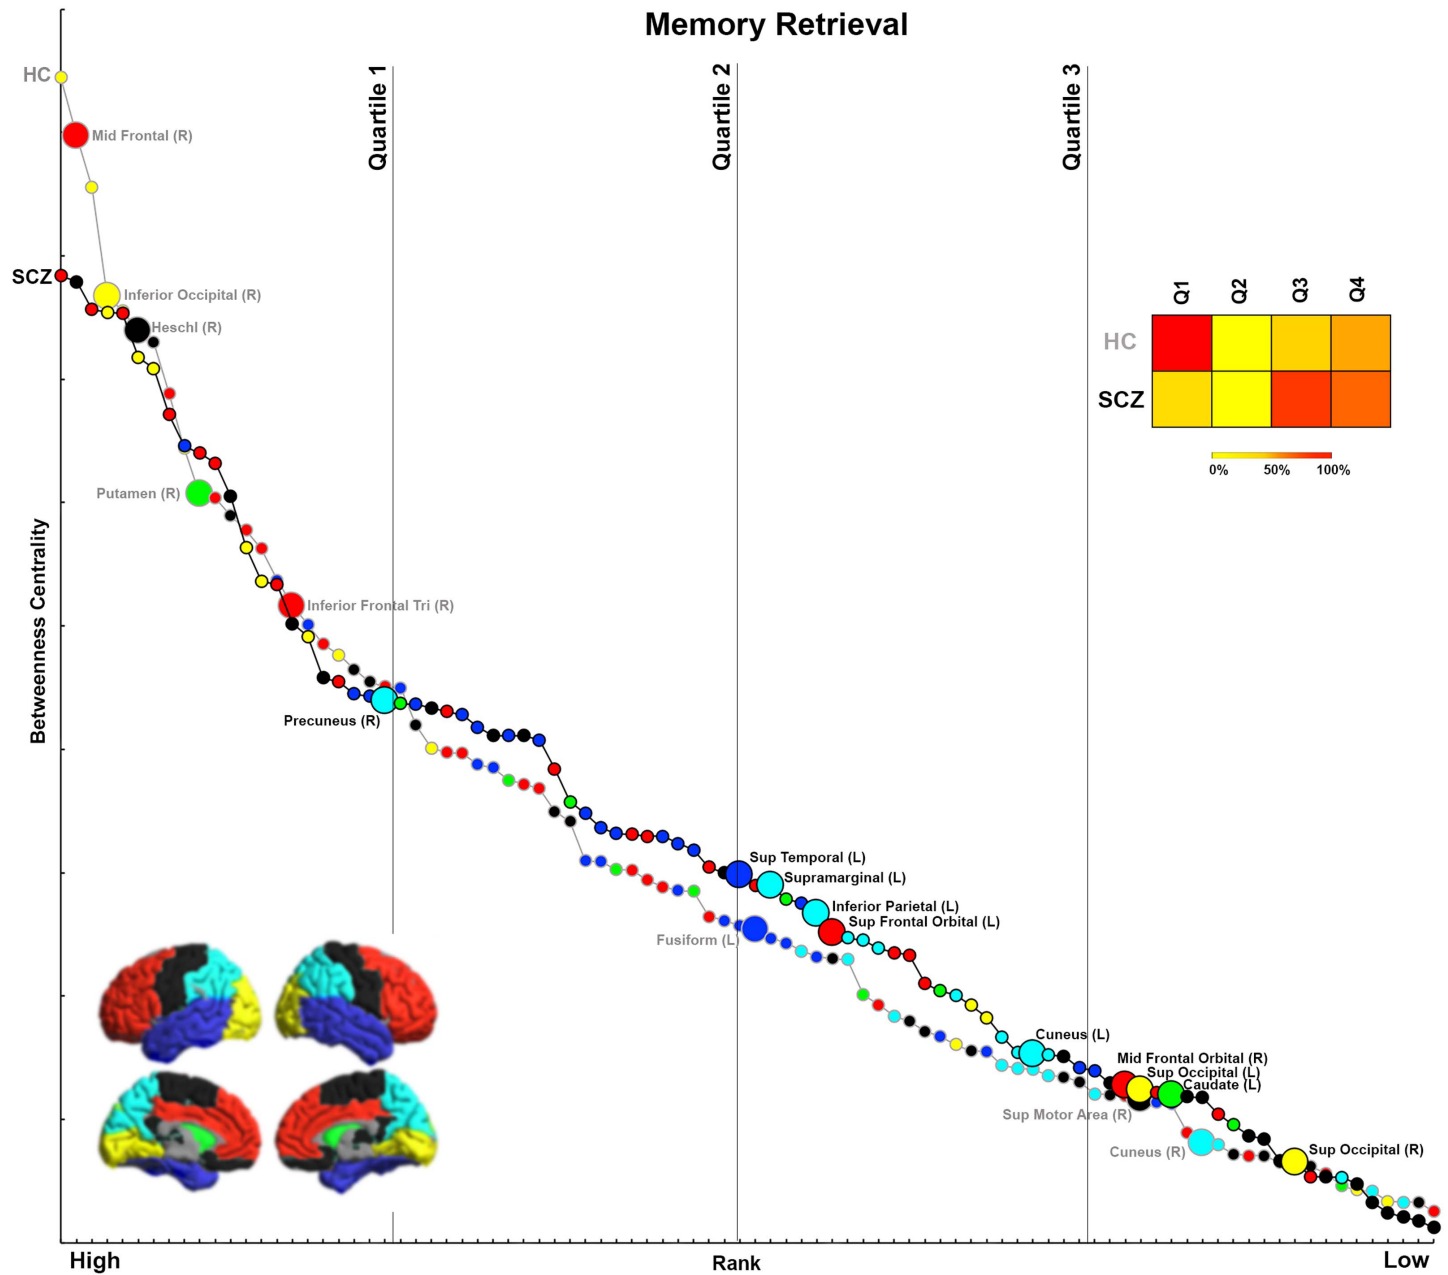 Memory Retrieval
HC
Quartile 1
Quartile 2
Quartile 3
Mid Frontal (R)
SCZ
Inferior Occipital (R)
Heschl (R)
Q1 Q2 Q3 Q4
HC
SCZ
0% 50% 100%
Putamen (R)
Betweenness Centrality
Inferior Frontal Tri (R)
Precuneus (R)
Sup Temporal (L)
Supramarginal (L)
Inferior Parietal (L)
Sup Frontal Orbital (L)
Fusiform (L)
Cuneus (L)
Mid Frontal Orbital (R)
Sup Occipital (L)
Caudate (L)
Sup Motor Area (R)
Cuneus (R)
Sup Occipital (R)
High Rank Low